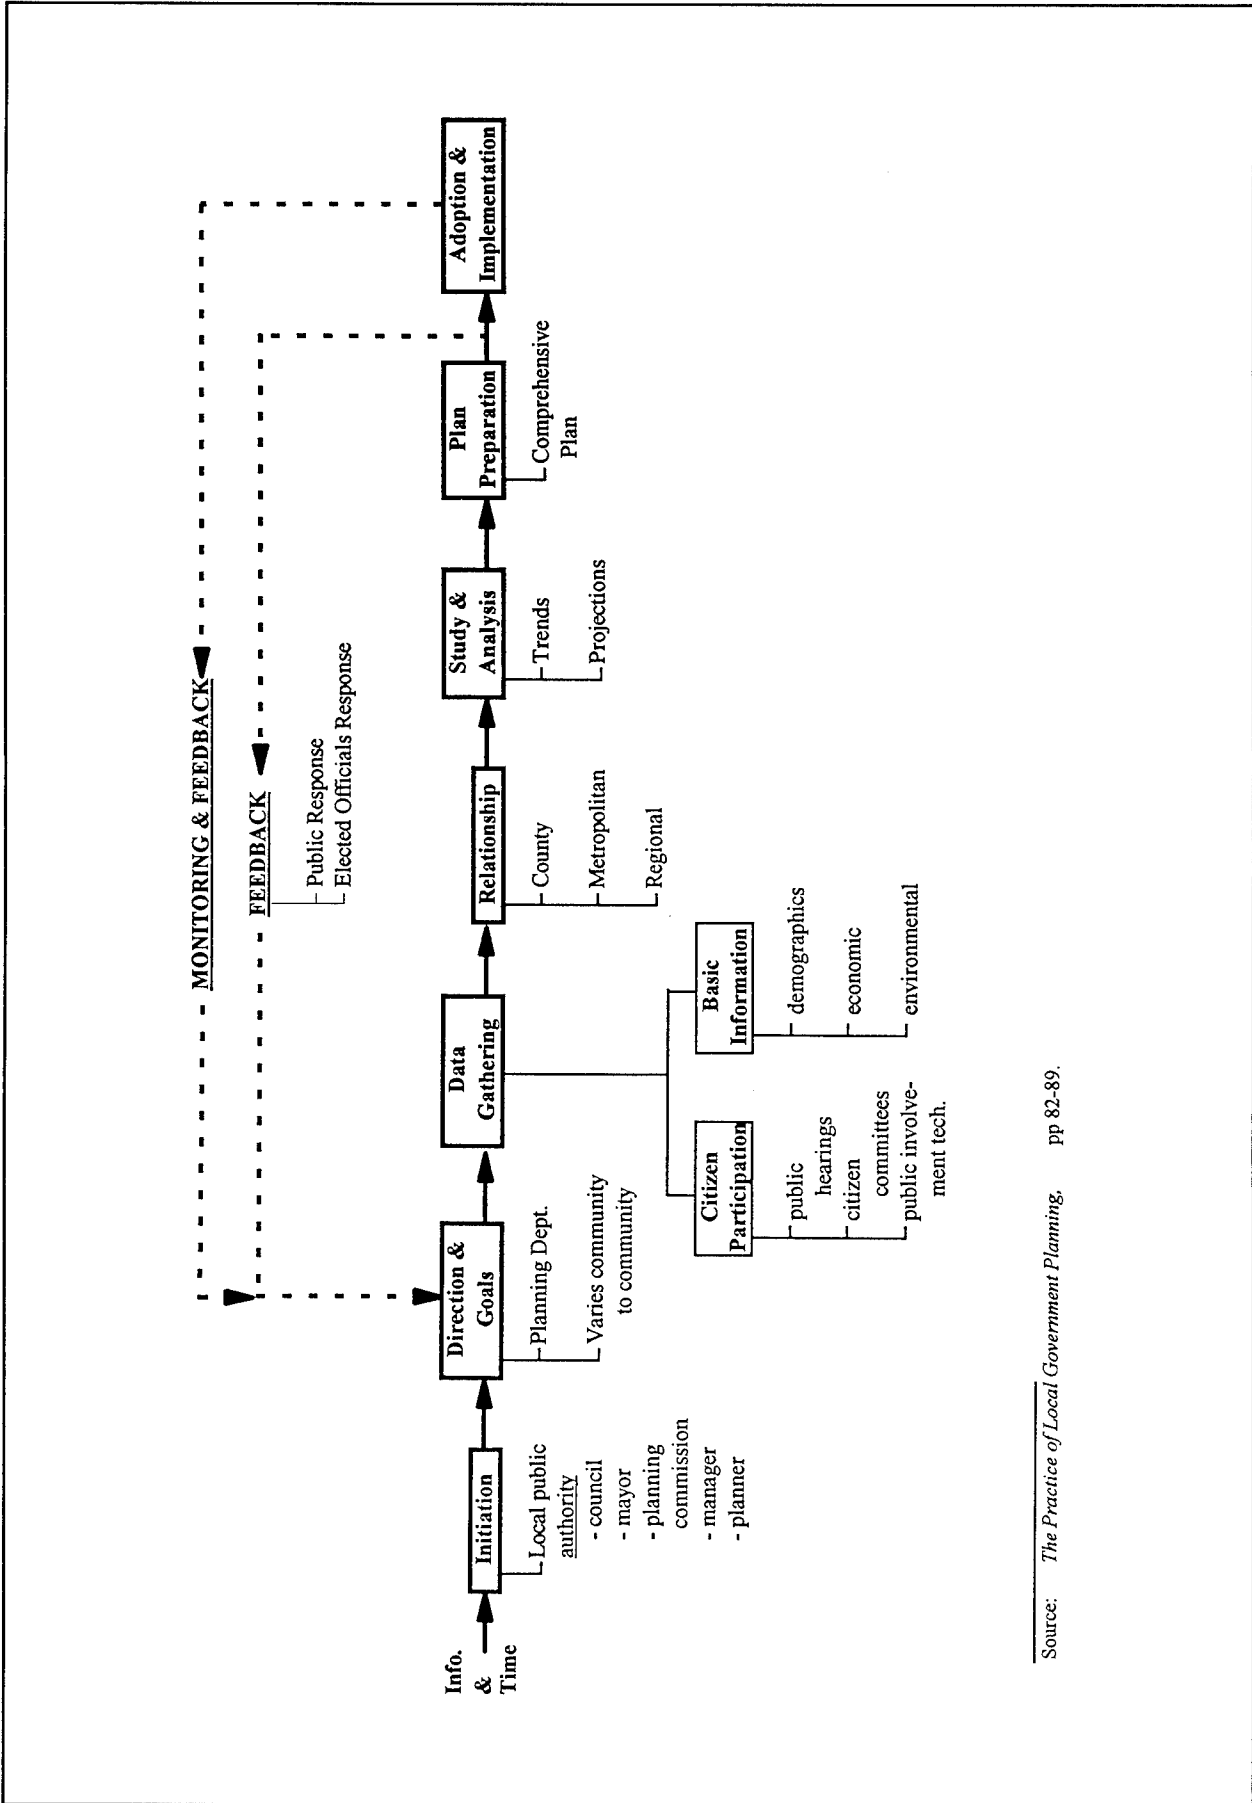 MONITORING & FEEDBACK
FEEDBACK
Public Response
Elected Officials Response
Info.
&
Time
Initiation
Local public
authority
- council
- mayor
- planning
commission
- manager
- planner
Direction &
Goals
Planning Dept.
Varies community
to community
Data
Gathering
Citizen
Participation
public
hearings
citizen
committees
public involve-
ment tech.
Basic
Information
demographics
economic
environmental
Relationship
County
Metropolitan
Regional
Study &
Analysis
Trends
Projections
Plan
Preparation
Comprehensive
Plan
Adoption &
Implementation
Source: The Practice of Local Government Planning, pp 82-89.